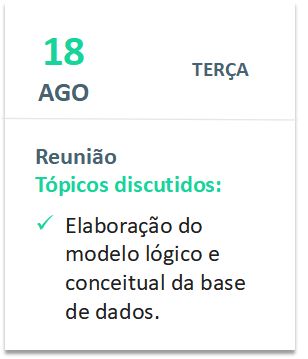 18
AGO
TERÇA
Reunião
Tópicos discutidos:
✓ Elaboração do
modelo lógico e
conceitual da base
de dados.